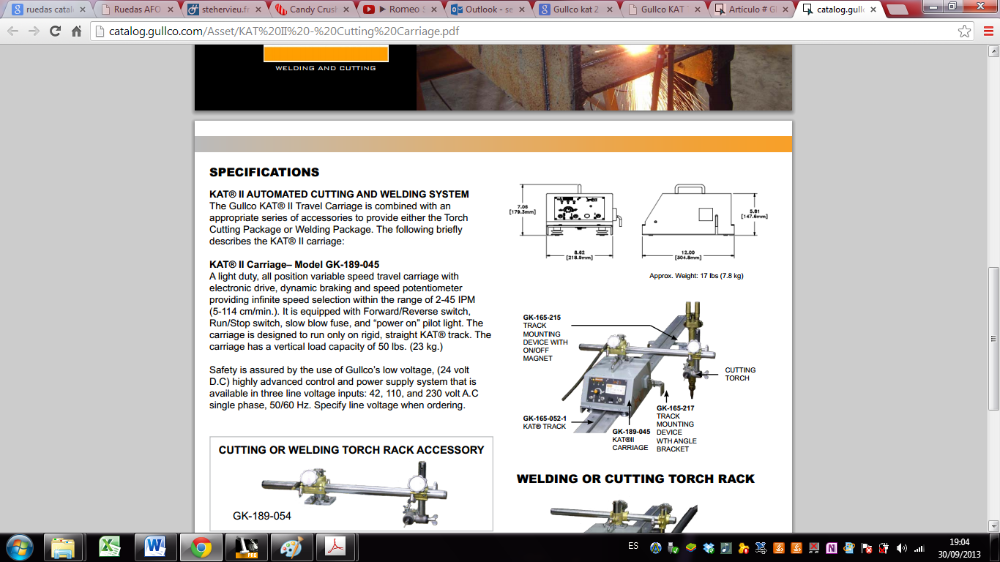 ruedas catal
Ruedas AFO
stehervieu.fr
Candy Crush
► Romeo S
Outlook - se
Gullco kat 2
Gullco KAT
Artículo # G
catalog.gullc
catalog.gullco.com/Asset/KAT%20II%20-%20Cutting%20Carriage.pdf
WELDING AND CUTTING
SPECIFICATIONS
KAT® II AUTOMATED CUTTING AND WELDING SYSTEM
The Gullco KAT® II Travel Carriage is combined with an
appropriate series of accessories to provide either the Torch
Cutting Package or Welding Package. The following briefly
describes the KAT® II carriage:
KAT® II Carriage– Model GK-189-045
A light duty, all position variable speed travel carriage with
electronic drive, dynamic braking and speed potentiometer
providing infinite speed selection within the range of 2-45 IPM
(5-114 cm/min.). It is equipped with Forward/Reverse switch,
Run/Stop switch, slow blow fuse, and “power on” pilot light. The
carriage is designed to run only on rigid, straight KAT® track. The
carriage has a vertical load capacity of 50 lbs. (23 kg.)
Safety is assured by the use of Gullco’s low voltage, (24 volt
D.C) highly advanced control and power supply system that is
available in three line voltage inputs: 42, 110, and 230 volt A.C
single phase, 50/60 Hz. Specify line voltage when ordering.
CUTTING OR WELDING TORCH RACK ACCESSORY
GK-189-054
7.06
[179.3mm]
8.62
[218.9mm]
5.81
[147.6mm]
12.00
[304.8mm]
Approx. Weight: 17 lbs (7.8 kg)
GK-165-215
TRACK
MOUNTING
DEVICE WITH
ON/OFF
MAGNET
CUTTING
TORCH
GK-165-217
TRACK
MOUNTING
DEVICE
WTH ANGLE
BRACKET
GK-165-052-1
KAT® TRACK
GK-189-045
KAT®II
CARRIAGE
WELDING OR CUTTING TORCH RACK
PRO
ES
19:04
30/09/2013